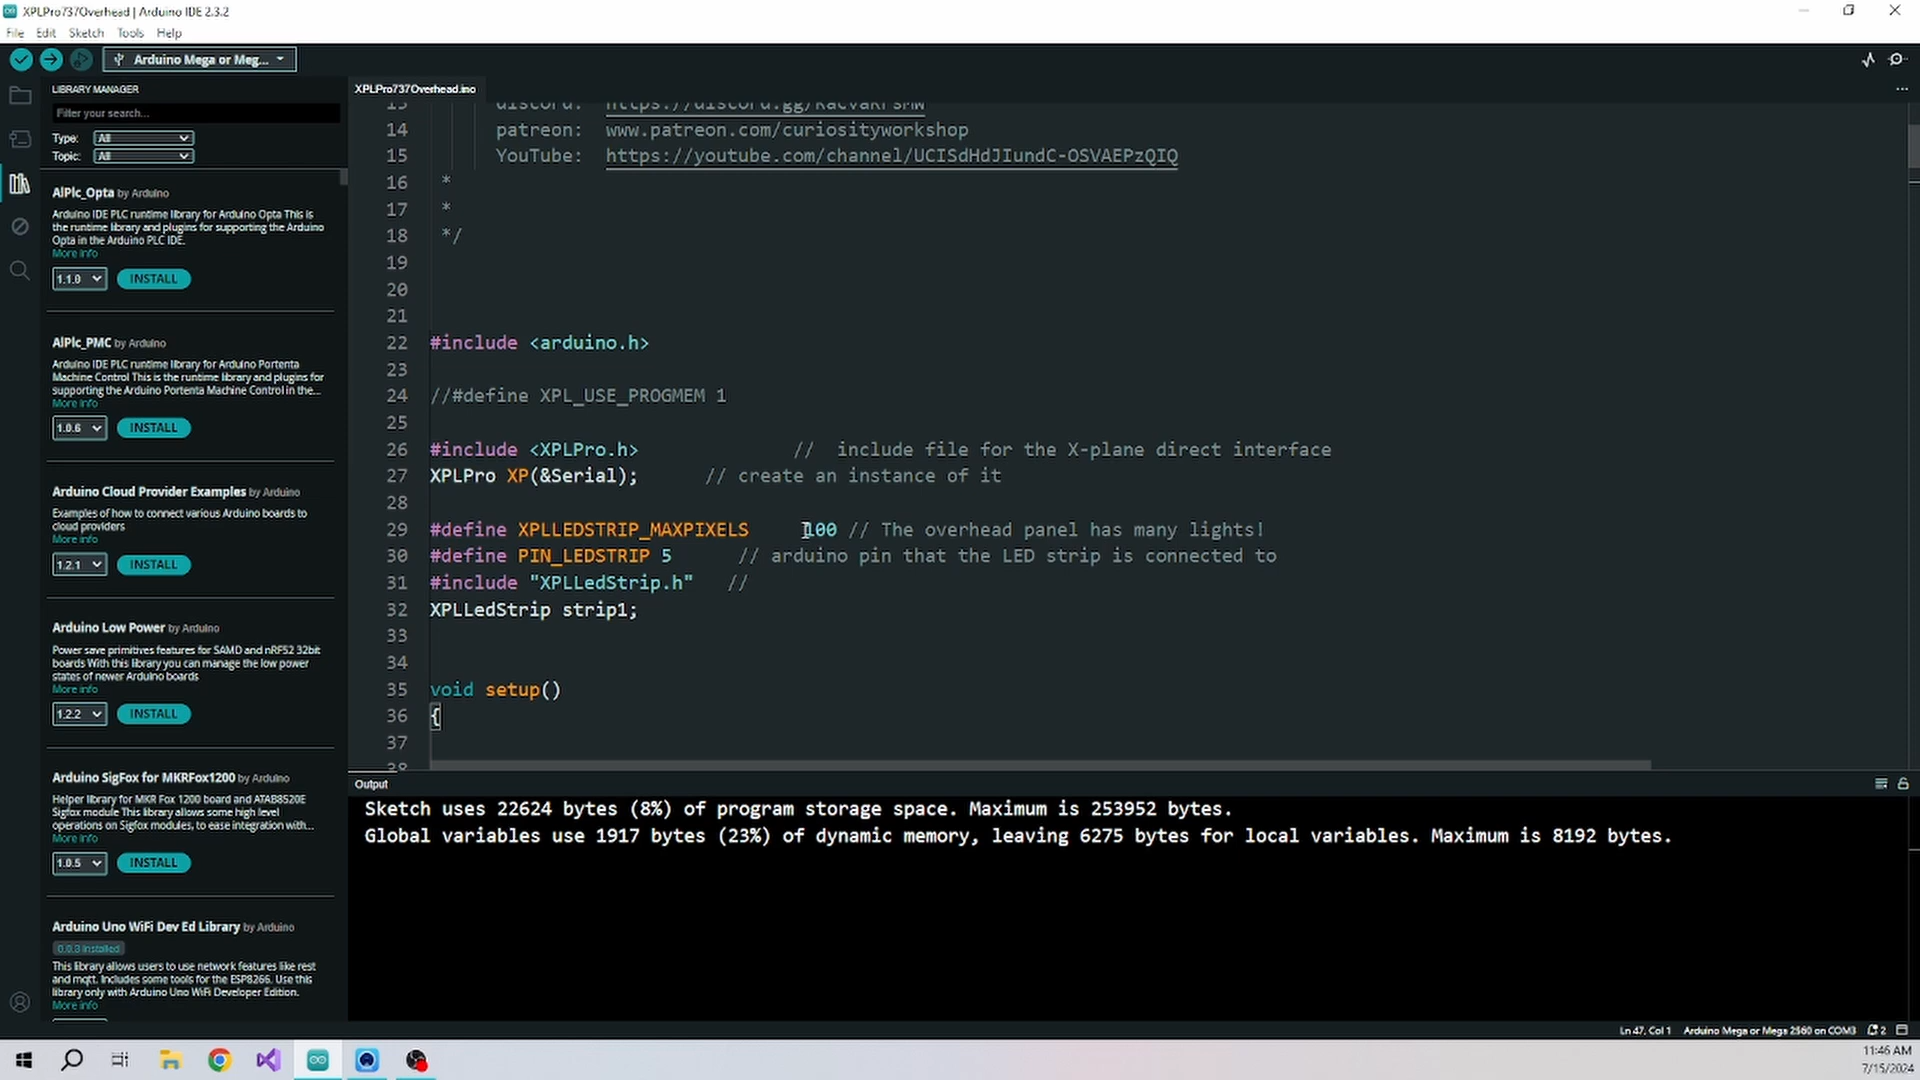 XPLPro737Overhead | Arduino IDE 2.3.2
File Edit Sketch Tools Help
Arduino Mega or Meg...
LIBRARY MANAGER
Filter your search...
Type: All
Topic: All
AlPlc_Opta by Arduino
Arduino IDE PLC runtime library for Arduino Opta This is
the runtime library and plugins for supporting the Arduino
Opta in the Arduino PLC IDE.
More info
1.1.0 INSTALL
AlPlc_PMC by Arduino
Arduino IDE PLC runtime library for Arduino Portenta
Machine Control This is the runtime library and plugins for
supporting the Arduino Portenta Machine Control in the...
More info
1.0.6 INSTALL
Arduino Cloud Provider Examples by Arduino
Examples of how to connect various Arduino boards to
cloud providers
More info
1.2.1 INSTALL
Arduino Low Power by Arduino
Power save primitives features for SAMD and nRF52 32bit
boards With this library you can manage the low power
states of newer Arduino boards
More info
1.2.2 INSTALL
Arduino SigFox for MKRFox1200 by Arduino
Helper library for MKR Fox 1200 board and ATAB8520E
Sigfox module This library allows some high level
operations on Sigfox modules, to ease integration with...
More info
1.0.5 INSTALL
Arduino Uno WiFi Dev Ed Library by Arduino
0.0.3 installed
This library allows users to use network features like rest
and mqtt. Includes some tools for the ESP8266. Use this
library only with Arduino Uno WiFi Developer Edition.
More info
XPLPro737Overhead.ino
...
14 patreon: www.patreon.com/curiosityworkshop
15 YouTube: https://youtube.com/channel/UCISdHdJIundC-OSVAEPzQIQ
16 *
17 *
18 */
19
20
21
22 #include <arduino.h>
23
24 //#define XPL_USE_PROGMEM 1
25
26 #include <XPLPro.h> // include file for the X-plane direct interface
27 XPLPro XP(&Serial); // create an instance of it
28
29 #define XPLLEDSTRIP_MAXPIXELS 100 // The overhead panel has many lights!
30 #define PIN_LEDSTRIP 5 // arduino pin that the LED strip is connected to
31 #include "XPLLedStrip.h" //
32 XPLLedStrip strip1;
33
34
35 void setup()
36 {
37
38
Output
Sketch uses 22624 bytes (8%) of program storage space. Maximum is 253952 bytes.
Global variables use 1917 bytes (23%) of dynamic memory, leaving 6275 bytes for local variables. Maximum is 8192 bytes.
Ln 47, Col 1 Arduino Mega or Mega 2560 on COM3 2
11:46 AM
7/15/2024